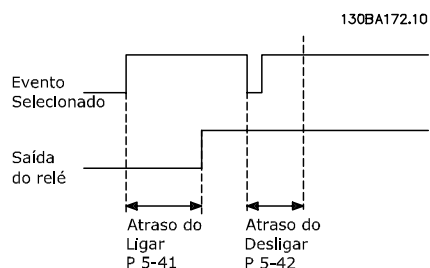 130BA172.10
Evento
Selecionado
Saída
do relé
Atraso do
Ligar
P 5-41
Atraso do
Desligar
P 5-42